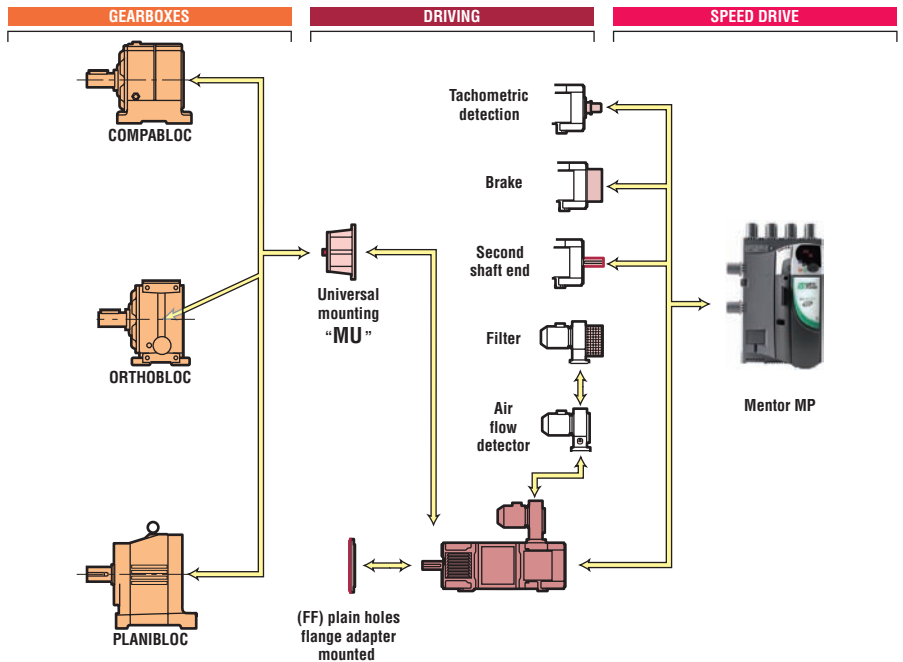 GEARBOXES
DRIVING
SPEED DRIVE
COMPABLOC
ORTHOBLOC
PLANIBLOC
Universal
mounting
“MU”
(FF) plain holes
flange adapter
mounted
Tachometric
detection
Brake
Second
shaft end
Filter
Air
flow
detector
Mentor MP